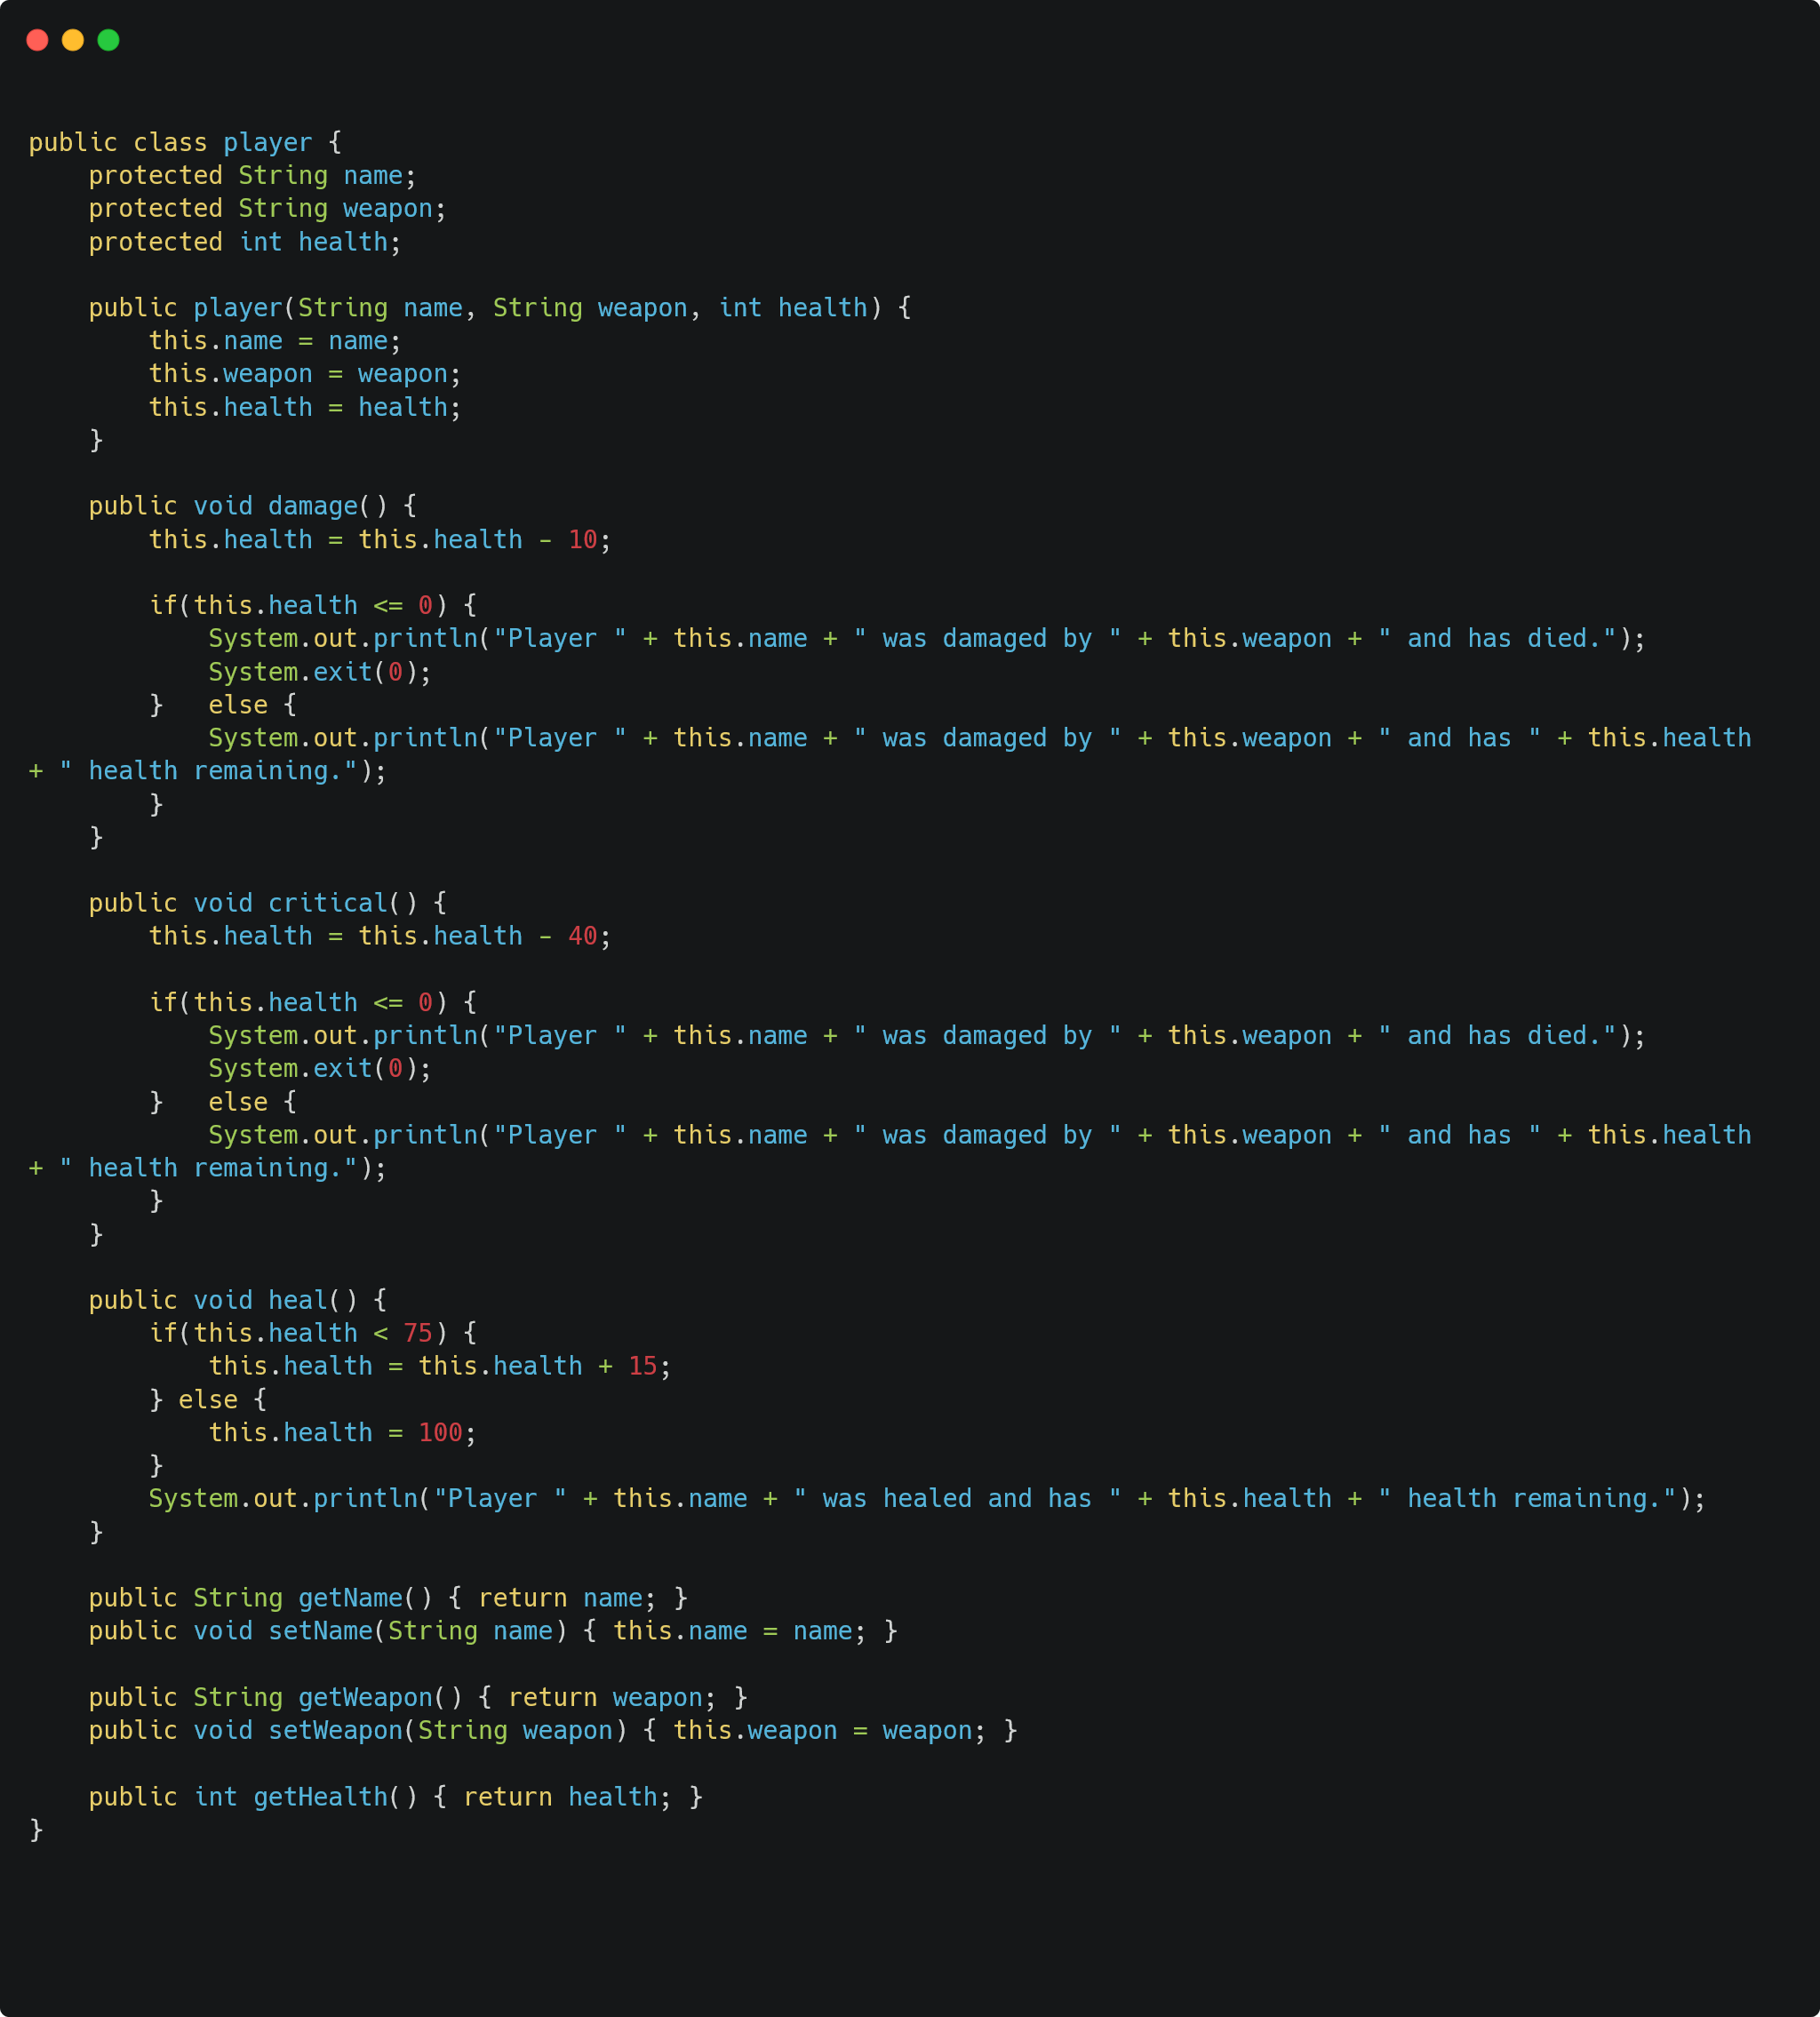 public class player {
    protected String name;
    protected String weapon;
    protected int health;

    public player(String name, String weapon, int health) {
        this.name = name;
        this.weapon = weapon;
        this.health = health;
    }

    public void damage() {
        this.health = this.health - 10;

        if(this.health <= 0) {
            System.out.println("Player " + this.name + " was damaged by " + this.weapon + " and has died.");
            System.exit(0);
        }   else {
            System.out.println("Player " + this.name + " was damaged by " + this.weapon + " and has " + this.health
+ " health remaining.");
        }
    }

    public void critical() {
        this.health = this.health - 40;

        if(this.health <= 0) {
            System.out.println("Player " + this.name + " was damaged by " + this.weapon + " and has died.");
            System.exit(0);
        }   else {
            System.out.println("Player " + this.name + " was damaged by " + this.weapon + " and has " + this.health
+ " health remaining.");
        }
    }

    public void heal() {
        if(this.health < 75) {
            this.health = this.health + 15;
        } else {
            this.health = 100;
        }
        System.out.println("Player " + this.name + " was healed and has " + this.health + " health remaining.");
    }

    public String getName() { return name; }
    public void setName(String name) { this.name = name; }

    public String getWeapon() { return weapon; }
    public void setWeapon(String weapon) { this.weapon = weapon; }

    public int getHealth() { return health; }
}